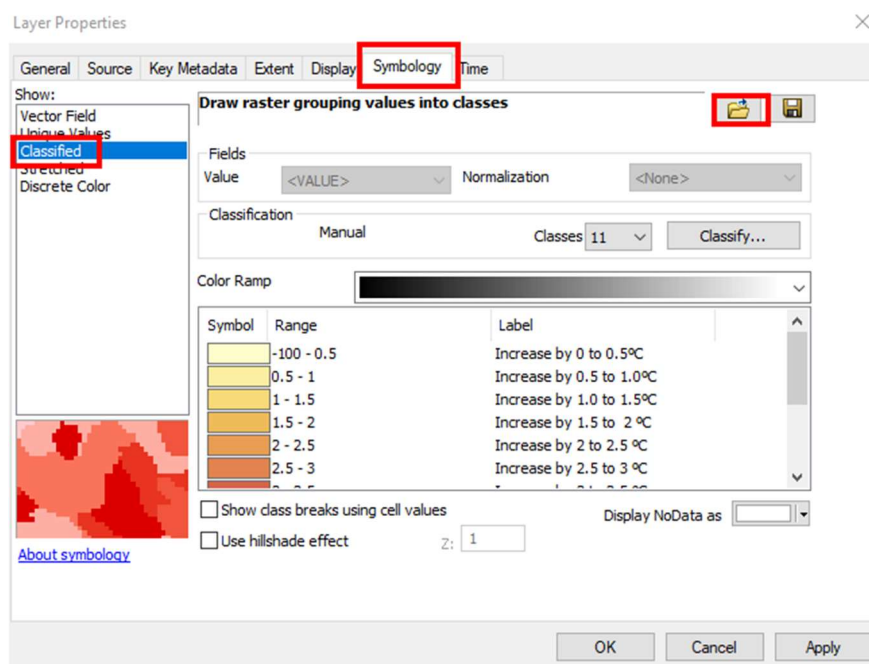 Layer Properties
General Source Key Metadata Extent Display Symbology Time
Show:
Vector Field
Unique Values
Classified
Stretched
Discrete Color
About symbology
Draw raster grouping values into classes
Fields
Value <VALUE> Normalization <None>
Classification
Manual Classes 11 Classify...
Color Ramp
Symbol Range Label
-100 - 0.5 Increase by 0 to 0.5ºC
0.5 - 1 Increase by 0.5 to 1.0ºC
1 - 1.5 Increase by 1.0 to 1.5ºC
1.5 - 2 Increase by 1.5 to 2 ºC
2 - 2.5 Increase by 2 to 2.5 ºC
2.5 - 3 Increase by 2.5 to 3 ºC
Show class breaks using cell values
Display NoData as
Use hillshade effect Z: 1
OK Cancel Apply